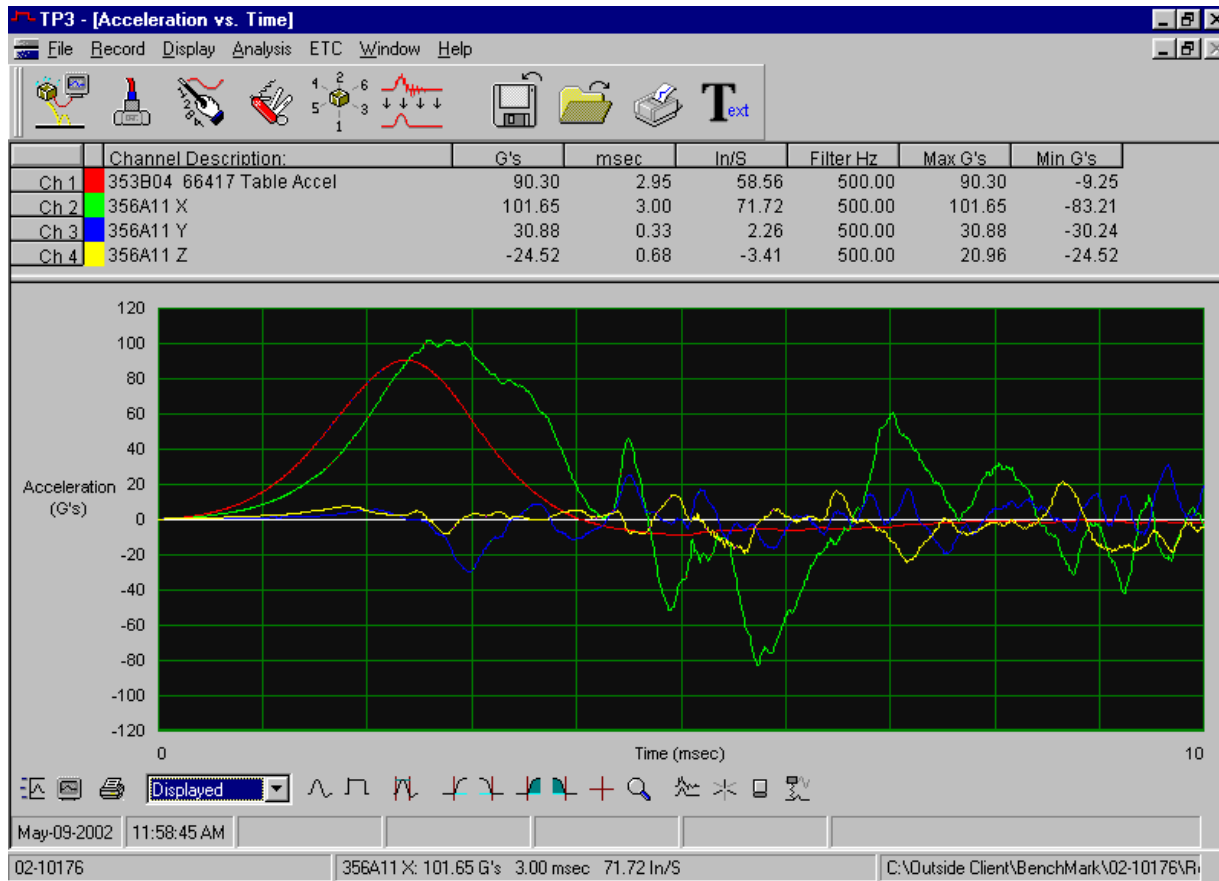 TP3 - [Acceleration vs. Time]
File Record Display Analysis ETC Window Help
4 2 6 5 3 1
Text
Channel Description: G's msec In/S Filter Hz Max G's Min G's
Ch 1 353B04 66417 Table Accel 90.30 2.95 58.56 500.00 90.30 -9.25
Ch 2 356A11 X 101.65 3.00 71.72 500.00 101.65 -83.21
Ch 3 356A11 Y 30.88 0.33 2.26 500.00 30.88 -30.24
Ch 4 356A11 Z -24.52 0.68 -3.41 500.00 20.96 -24.52
120
100
80
60
40
Acceleration 20
(G's)
0
-20
-40
-60
-80
-100
-120
0 Time (msec) 10
Displayed
May-09-2002 11:58:45 AM
02-10176 356A11 X: 101.65 G's 3.00 msec 71.72 In/S C:\Outside Client\BenchMark\02-10176\R